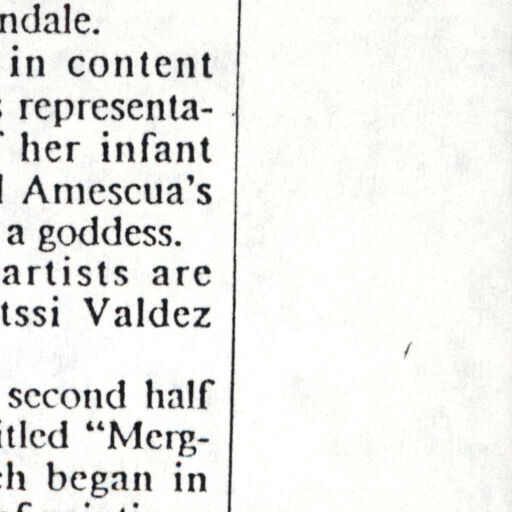 ndale.
in content
s representa-
f her infant
l Amescua's
a goddess.
artists are
tssi Valdez
second half
itled “Merg-
ch began in